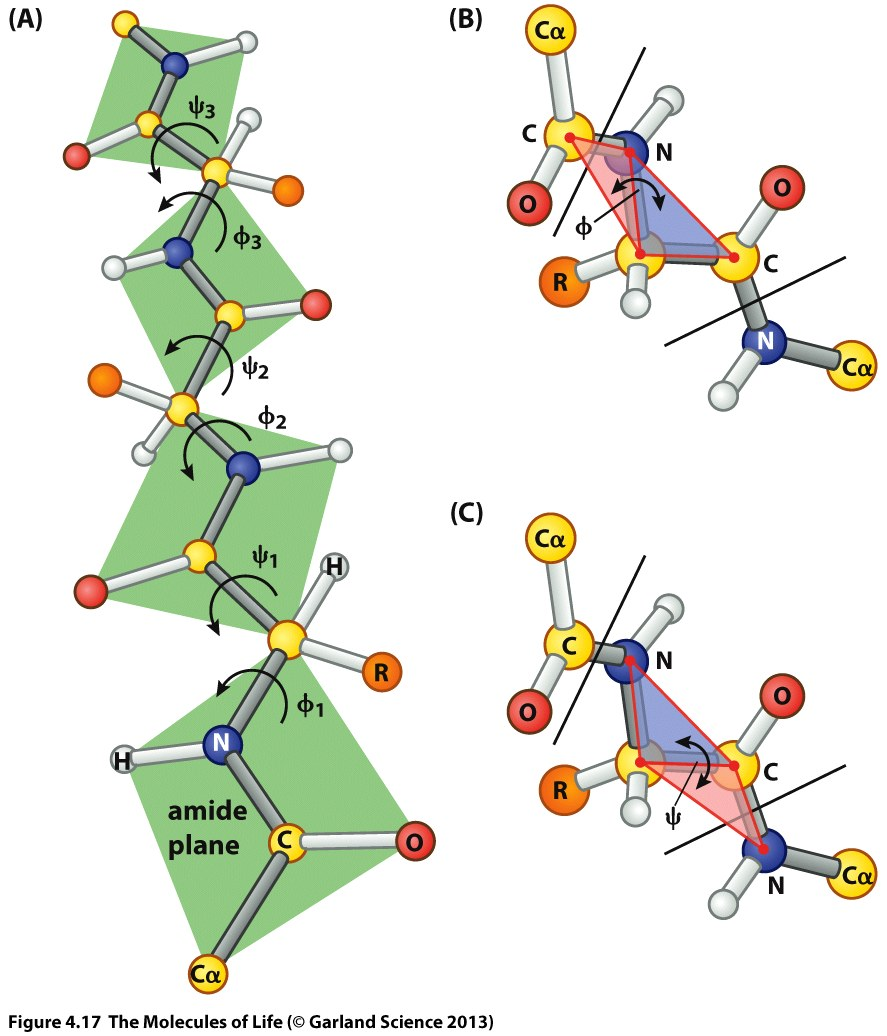 (A)
ψ3
ϕ3
ψ2
ϕ2
ψ1
H
R
ϕ1
N
H
amide
plane
C
O
Cα
(B)
Cα
C
N
O
O
ϕ
R
C
N
Cα
(C)
Cα
C
N
O
O
R
C
ψ
N
Cα
Figure 4.17 The Molecules of Life (© Garland Science 2013)